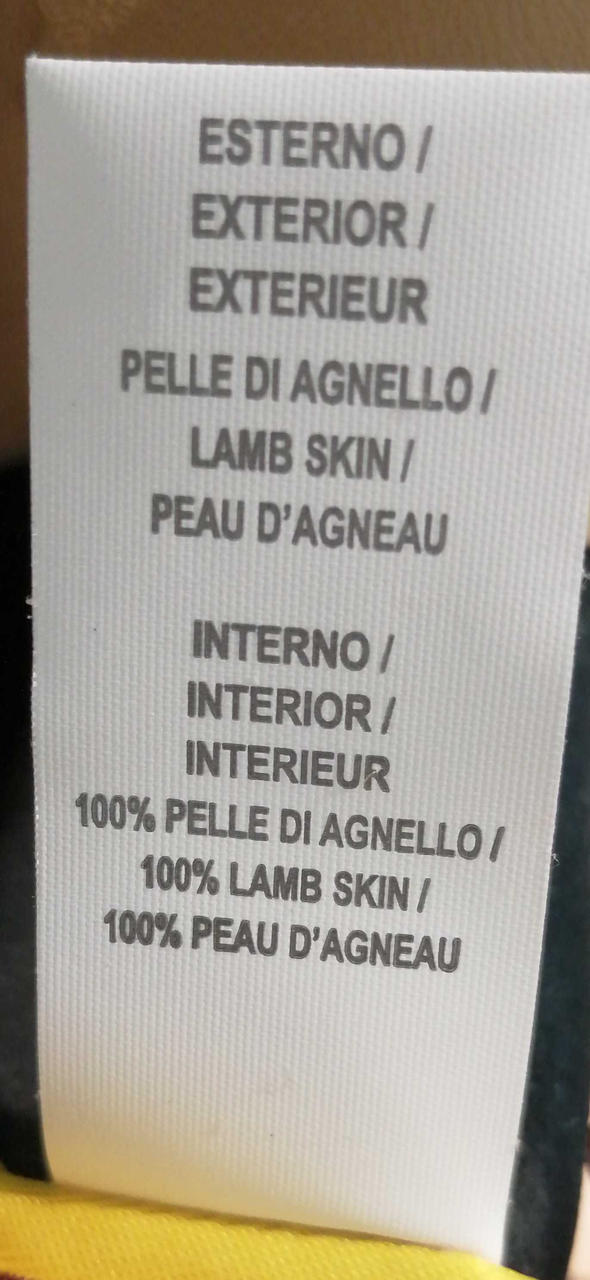 ESTERNO /
EXTERIOR /
EXTERIEUR
PELLE DI AGNELLO /
LAMB SKIN /
PEAU D'AGNEAU
INTERNO /
INTERIOR /
INTERIEUR
100% PELLE DI AGNELLO /
100% LAMB SKIN /
100% PEAU D'AGNEAU